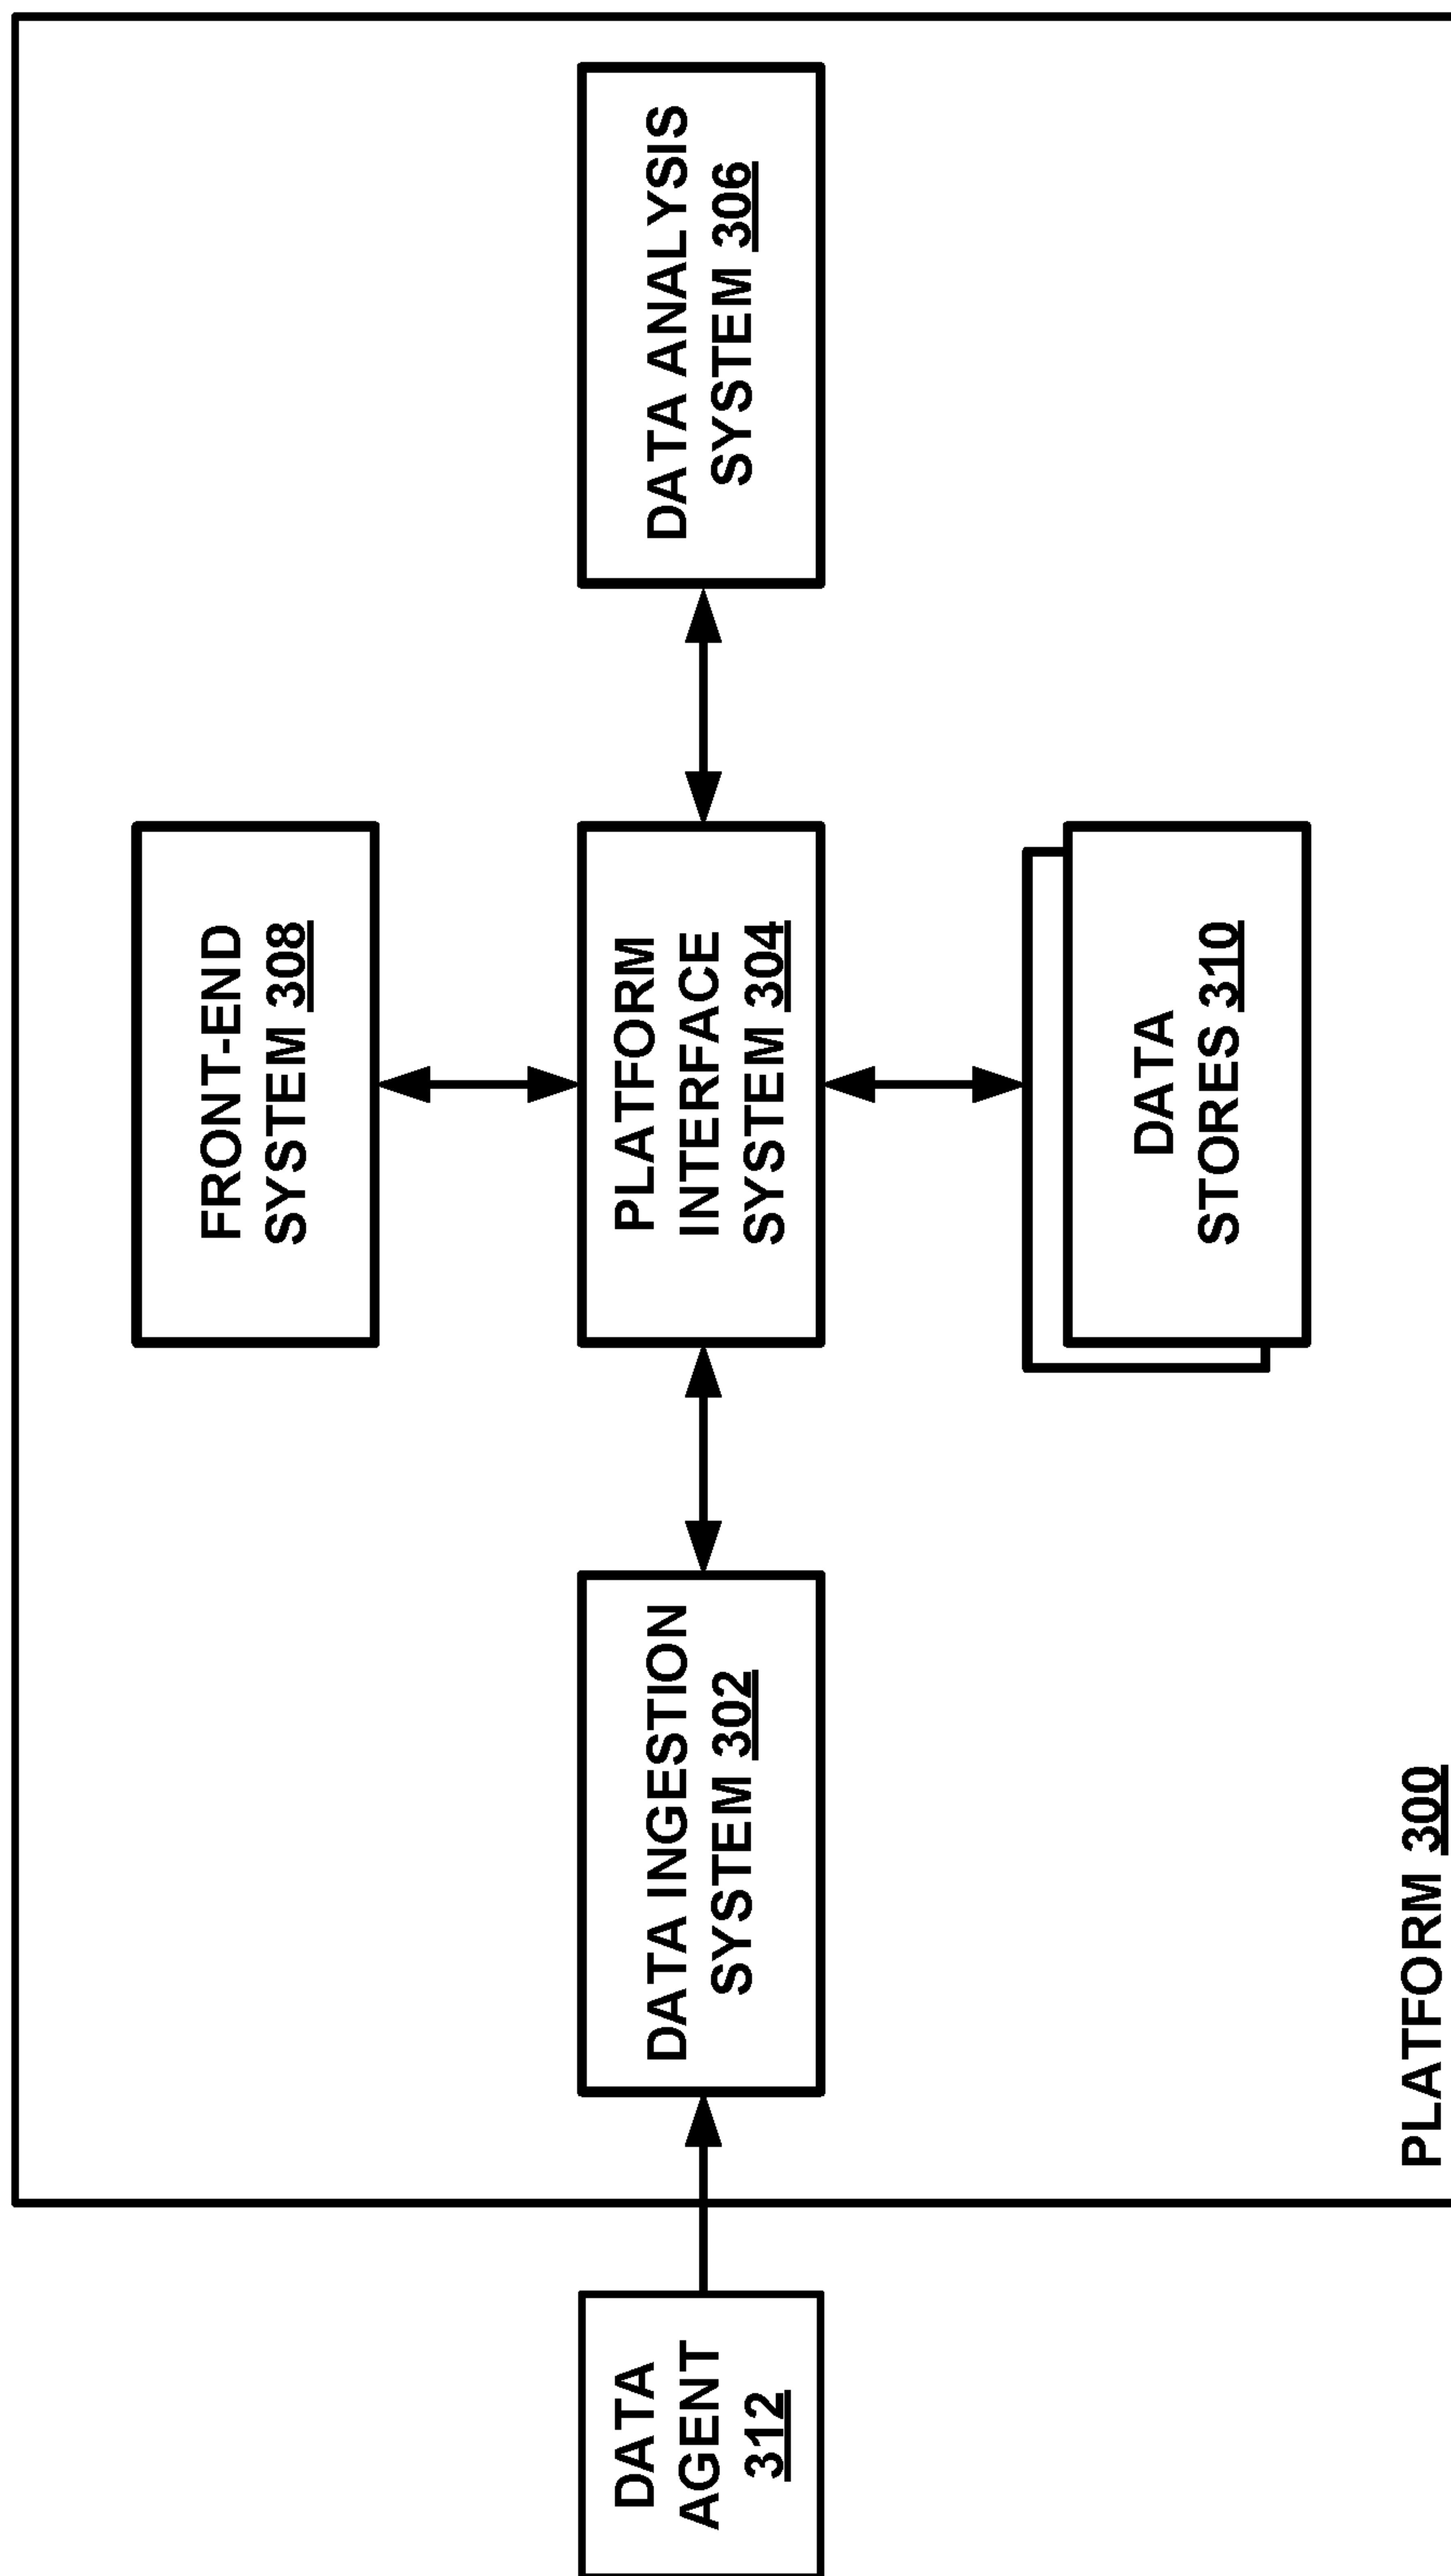 FRONT-END
SYSTEM 308
DATA
AGENT
312
DATA INGESTION
SYSTEM 302
PLATFORM
INTERFACE
SYSTEM 304
DATA ANALYSIS
SYSTEM 306
DATA
STORES 310
PLATFORM 300